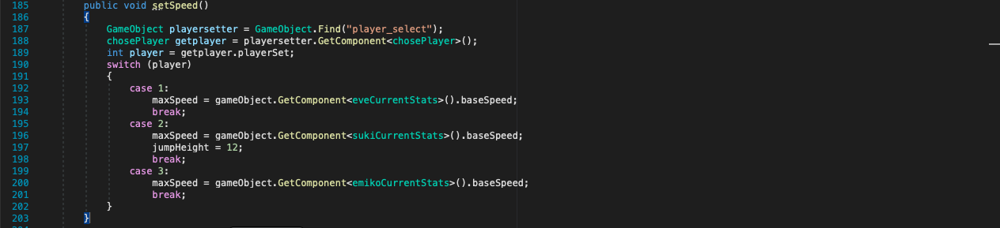 185 public void setSpeed()
186 {
187 GameObject playersetter = GameObject.Find("player_select");
188 chosePlayer getplayer = playersetter.GetComponent<chosePlayer>();
189 int player = getplayer.playerSet;
190 switch (player)
191 {
192 case 1:
193 maxSpeed = gameObject.GetComponent<eveCurrentStats>().baseSpeed;
194 break;
195 case 2:
196 maxSpeed = gameObject.GetComponent<sukiCurrentStats>().baseSpeed;
197 jumpHeight = 12;
198 break;
199 case 3:
200 maxSpeed = gameObject.GetComponent<emikoCurrentStats>().baseSpeed;
201 break;
202 }
203 }